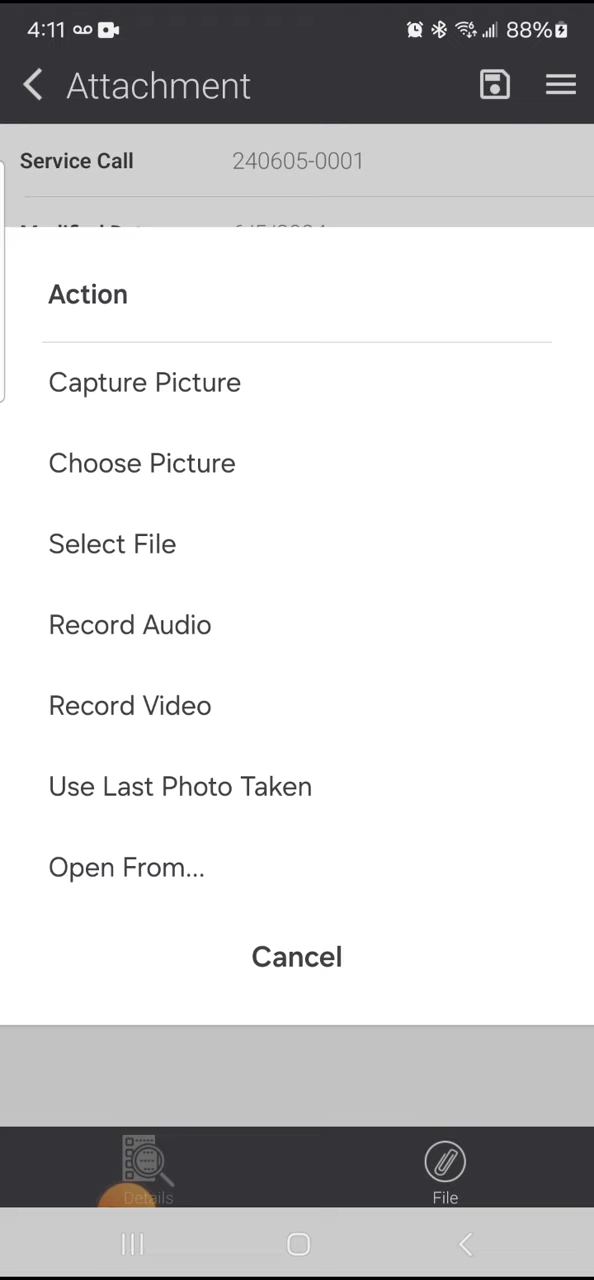 4:11 88%
Attachment
Service Call 240605-0001
Action
Capture Picture
Choose Picture
Select File
Record Audio
Record Video
Use Last Photo Taken
Open From...
Cancel
Details File